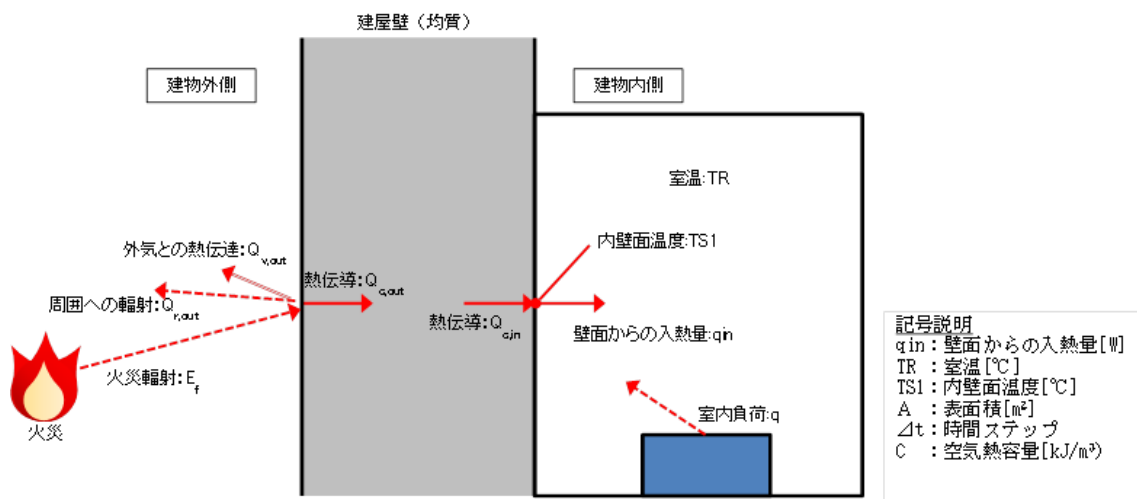 建屋壁（均質）
建物外側
建物内側
室温:TR
外気との熱伝達:Qv,out
内壁面温度:TS1
熱伝導:Qc,out
周囲への輻射:Qr,out
熱伝導:Qc,in
壁面からの入熱量:qin
火災輻射:Ef
火災
室内負荷:q
記号説明
qin：壁面からの入熱量[W]
TR ：室温[℃]
TS1：内壁面温度[℃]
A ：表面積[m²]
⊿t：時間ステップ
C ：空気熱容量[kJ/m³)